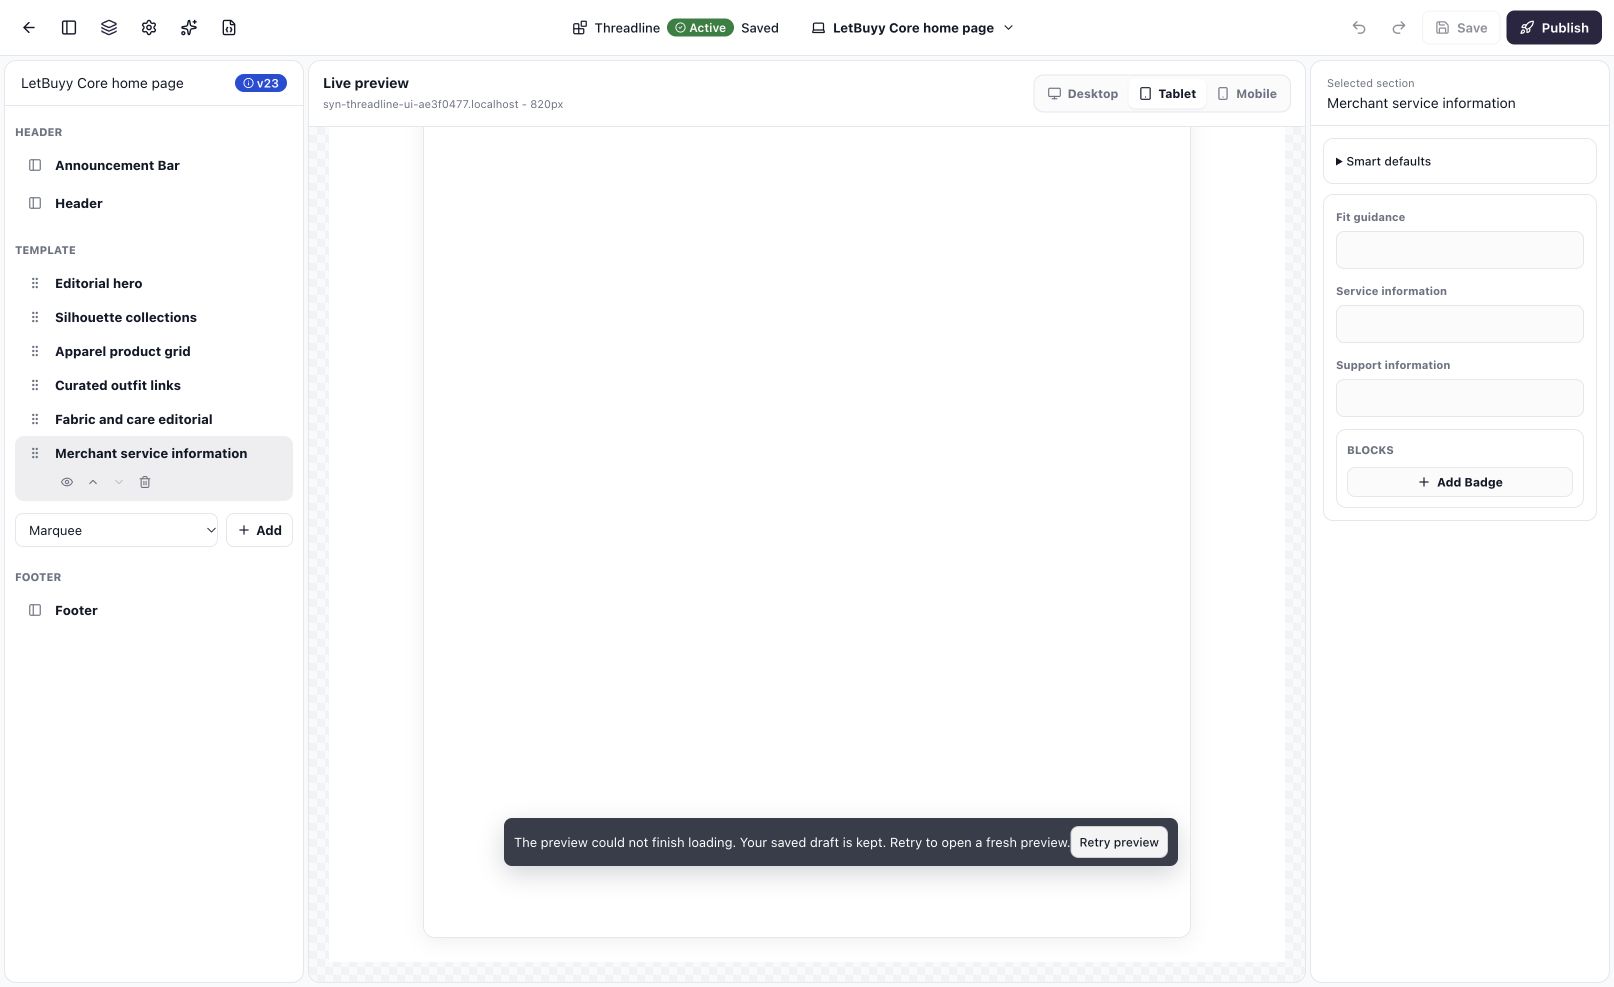 Threadline
Active
Saved
LetBuyy Core home page
Save
Publish
LetBuyy Core home page
v23
HEADER
Announcement Bar
Header
TEMPLATE
Editorial hero
Silhouette collections
Apparel product grid
Curated outfit links
Fabric and care editorial
Merchant service information
Marquee
Add
FOOTER
Footer
Live preview
syn-threadline-ui-ae3f0477.localhost - 820px
Desktop
Tablet
Mobile
The preview could not finish loading. Your saved draft is kept. Retry to open a fresh preview.
Retry preview
Selected section
Merchant service information
Smart defaults
Fit guidance
Service information
Support information
BLOCKS
Add Badge